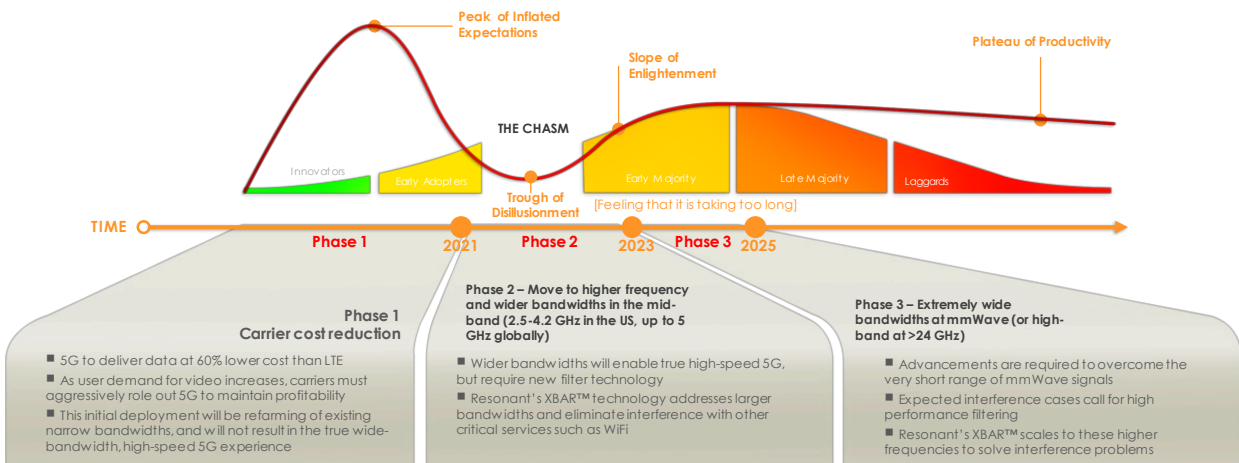 Peak of Inflated
Expectations
Slope of
Enlightenment
Plateau of Productivity
THE CHASM
Innovators
Early Adopters
Early Majority
Late Majority
Laggards
Trough of
Disillusionment
[Feeling that it is taking too long]
TIME
Phase 1
2021
Phase 2
2023
Phase 3
2025
Phase 1
Carrier cost reduction
■ 5G to deliver data at 60% lower cost than LTE
■ As user demand for video increases, carriers must
aggressively role out 5G to maintain profitability
■ This initial deployment will be refarming of existing
narrow bandwidths, and will not result in the true wide-
bandwidth, high-speed 5G experience
Phase 2 – Move to higher frequency
and wider bandwidths in the mid-
band (2.5-4.2 GHz in the US, up to 5
GHz globally)
■ Wider bandwidths will enable true high-speed 5G,
but require new filter technology
■ Resonant's XBAR™ technology addresses larger
bandwidths and eliminate interference with other
critical services such as WiFi
Phase 3 – Extremely wide
bandwidths at mmWave (or high-
band at >24 GHz)
■ Advancements are required to overcome the
very short range of mmWave signals
■ Expected interference cases call for high
performance filtering
■ Resonant's XBAR™ scales to these higher
frequencies to solve interference problems